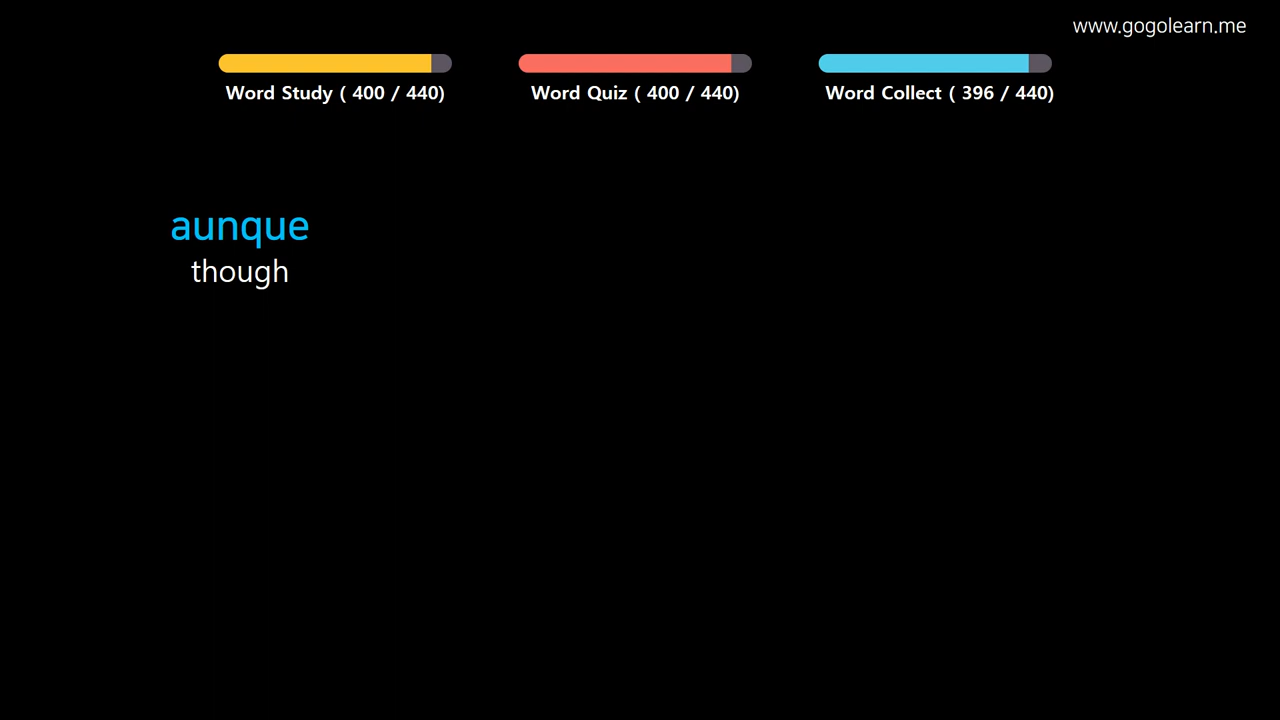 www.gogolearn.me
Word Study ( 400 / 440)
Word Quiz ( 400 / 440)
Word Collect ( 396 / 440)
aunque
though